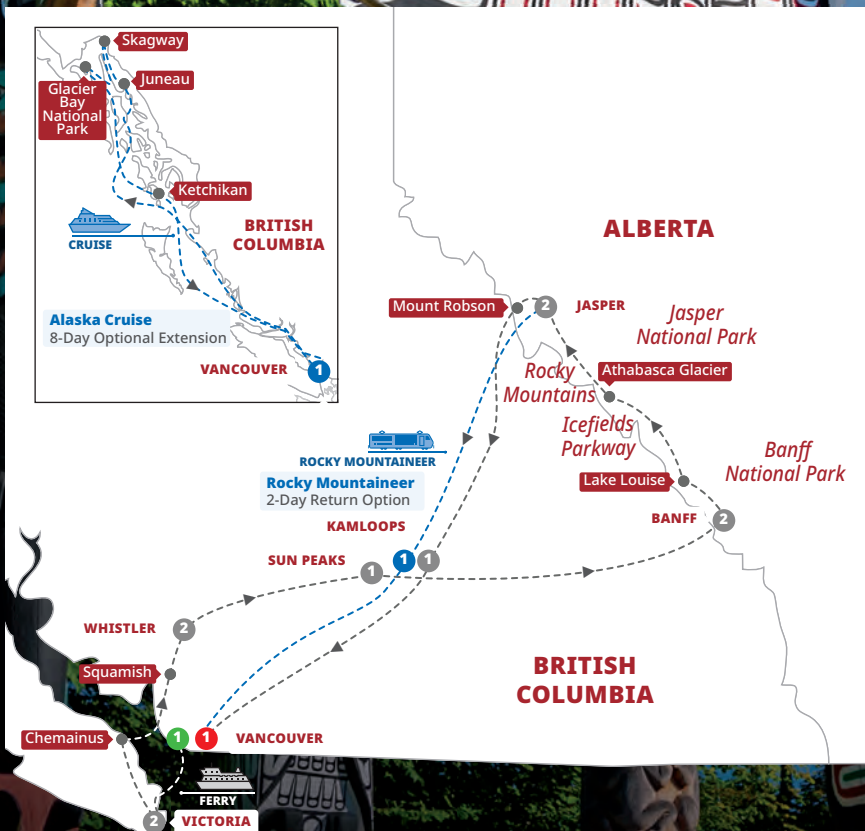 Skagway
Juneau
Glacier
Bay
National
Park
Ketchikan
CRUISE
BRITISH
COLUMBIA
Alaska Cruise
8-Day Optional Extension
VANCOUVER
1
ALBERTA
Mount Robson
2
JASPER
Jasper
National Park
Rocky
Mountains
Athabasca Glacier
Icefields
Parkway
Banff
National Park
Lake Louise
BANFF
2
ROCKY MOUNTAINEER
Rocky Mountaineer
2-Day Return Option
KAMLOOPS
1
1
SUN PEAKS
1
WHISTLER
2
Squamish
BRITISH
COLUMBIA
Chemainus
1
1
VANCOUVER
FERRY
2
VICTORIA